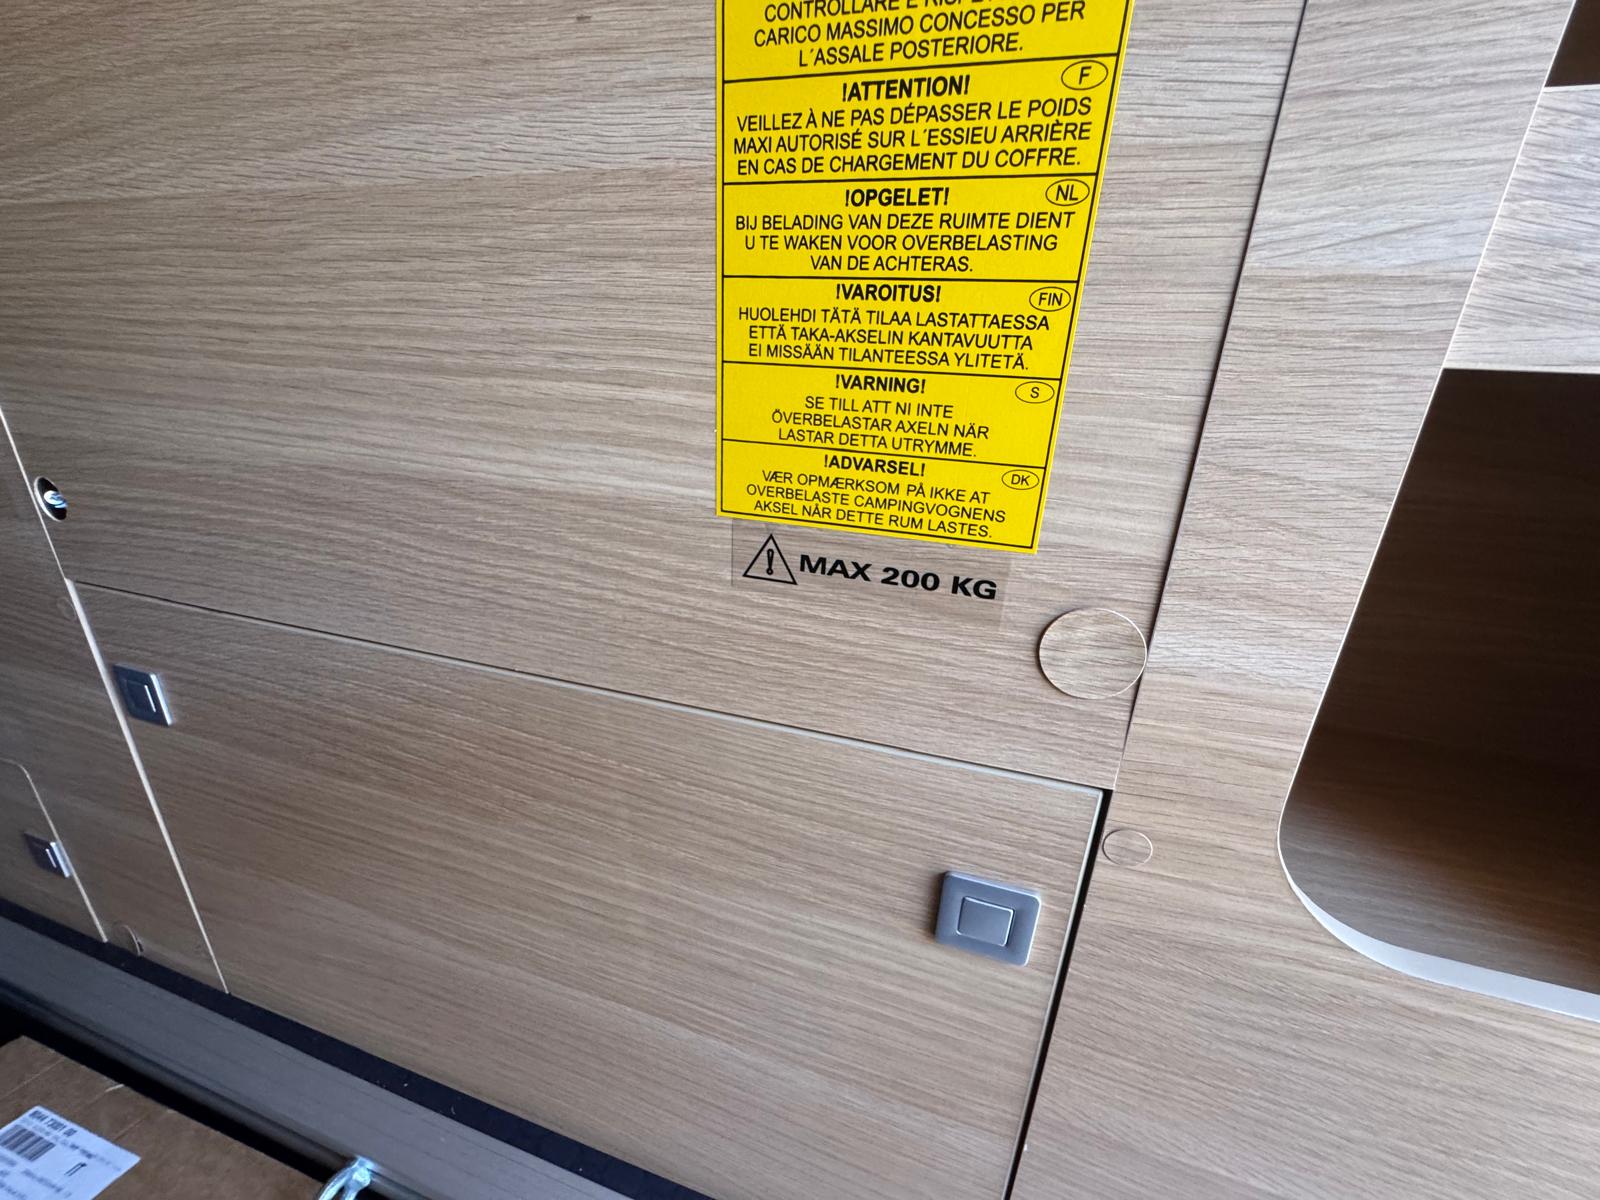 CONTROLLARE E
CARICO MASSIMO CONCESSO PER
L´ASSALE POSTERIORE.
!ATTENTION!
F
VEILLEZ À NE PAS DÉPASSER LE POIDS
MAXI AUTORISÉ SUR L´ESSIEU ARRIÈRE
EN CAS DE CHARGEMENT DU COFFRE.
!OPGELET!
NL
BIJ BELADING VAN DEZE RUIMTE DIENT
U TE WAKEN VOOR OVERBELASTING
VAN DE ACHTERAS.
!VAROITUS!
FIN
HUOLEHDI TÄTÄ TILAA LASTATTAESSA
ETTÄ TAKA-AKSELIN KANTAVUUTTA
EI MISSÄÄN TILANTEESSA YLITETÄ.
!VARNING!
S
SE TILL ATT NI INTE
ÖVERBELASTAR AXELN NÄR
LASTAR DETTA UTRYMME.
!ADVARSEL!
DK
VÆR OPMÆRKSOM PÅ IKKE AT
OVERBELASTE CAMPINGVOGNENS
AKSEL NÅR DETTE RUM LASTES.
MAX 200 KG